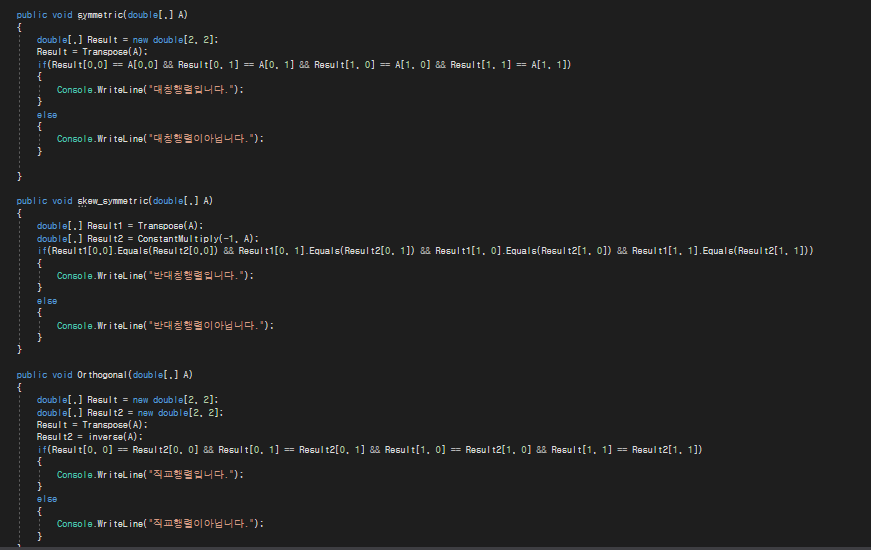 public void symmetric(double[,] A)
{
double[,] Result = new double[2, 2];
Result = Transpose(A);
if(Result[0,0] == A[0,0] && Result[0, 1] == A[0, 1] && Result[1, 0] == A[1, 0] && Result[1, 1] == A[1, 1])
{
Console.WriteLine("대칭행렬입니다.");
}
else
{
Console.WriteLine("대칭행렬이아닙니다.");
}
}
public void skew_symmetric(double[,] A)
{
double[,] Result1 = Transpose(A);
double[,] Result2 = ConstantMultiply(-1, A);
if(Result1[0,0].Equals(Result2[0,0]) && Result1[0, 1].Equals(Result2[0, 1]) && Result1[1, 0].Equals(Result2[1, 0]) && Result1[1, 1].Equals(Result2[1, 1]))
{
Console.WriteLine("반대칭행렬입니다.");
}
else
{
Console.WriteLine("반대칭행렬이아닙니다.");
}
}
public void Orthogonal(double[,] A)
{
double[,] Result = new double[2, 2];
double[,] Result2 = new double[2, 2];
Result = Transpose(A);
Result2 = inverse(A);
if(Result[0, 0] == Result2[0, 0] && Result[0, 1] == Result2[0, 1] && Result[1, 0] == Result2[1, 0] && Result[1, 1] == Result2[1, 1])
{
Console.WriteLine("직교행렬입니다.");
}
else
{
Console.WriteLine("직교행렬이아닙니다.");
}